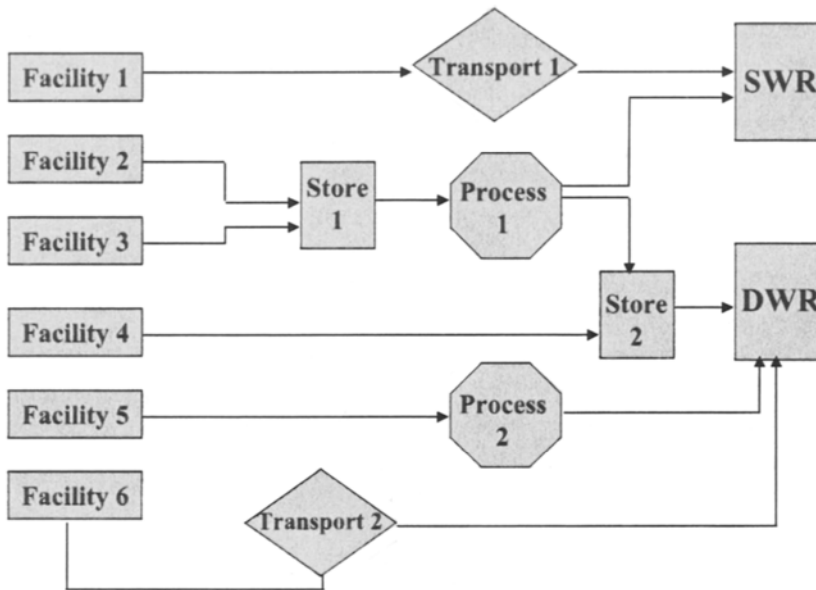 Facility 1
Transport 1
SWR
Facility 2
Store
1
Process
1
Facility 3
Facility 4
Store
2
DWR
Facility 5
Process
2
Facility 6
Transport 2